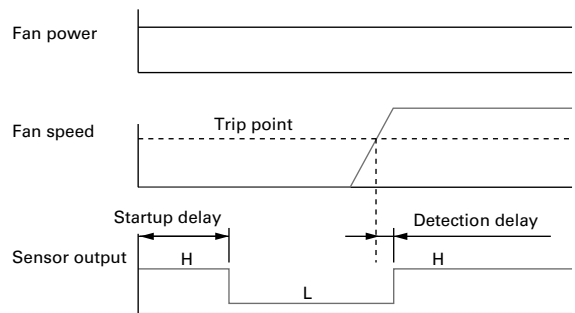 Fan power
Fan speed
Trip point
Startup delay
Detection delay
Sensor output
H
H
L